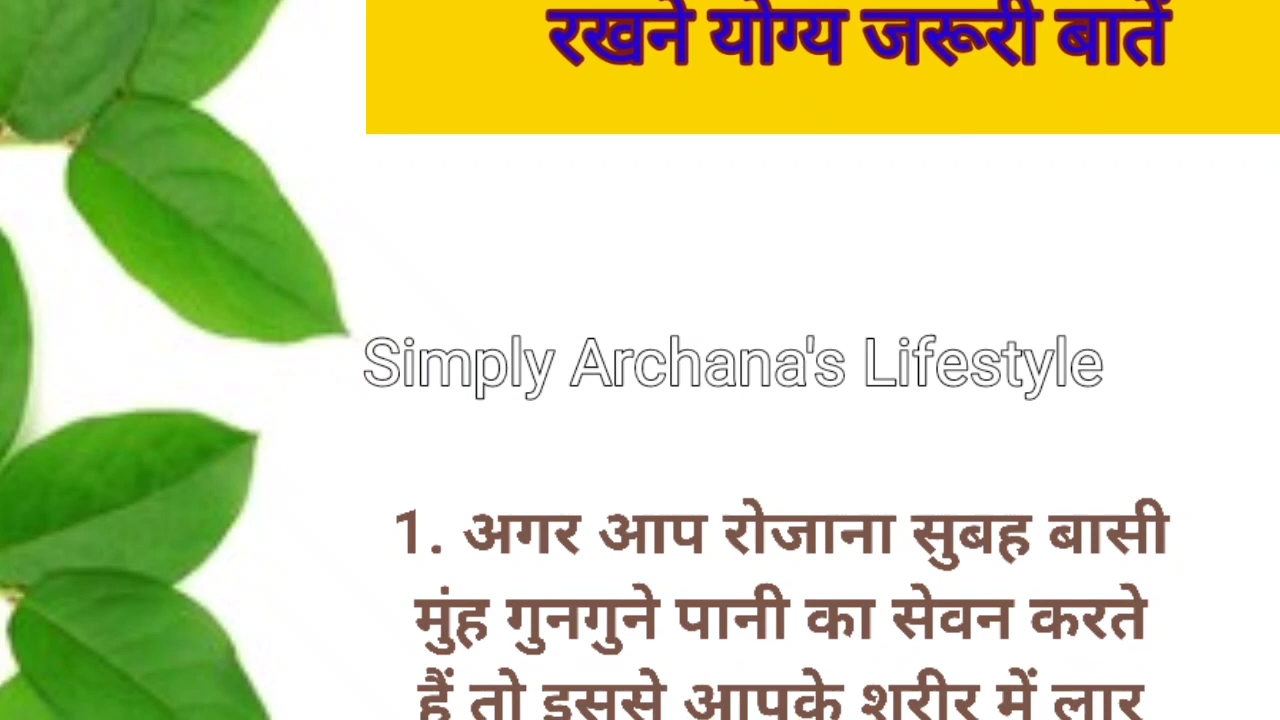 रखने योग्य जरूरी बातें
Simply Archana's Lifestyle
1. अगर आप रोजाना सुबह बासी
मुंह गुनगुने पानी का सेवन करते
हैं तो इससे आपके शरीर में लार